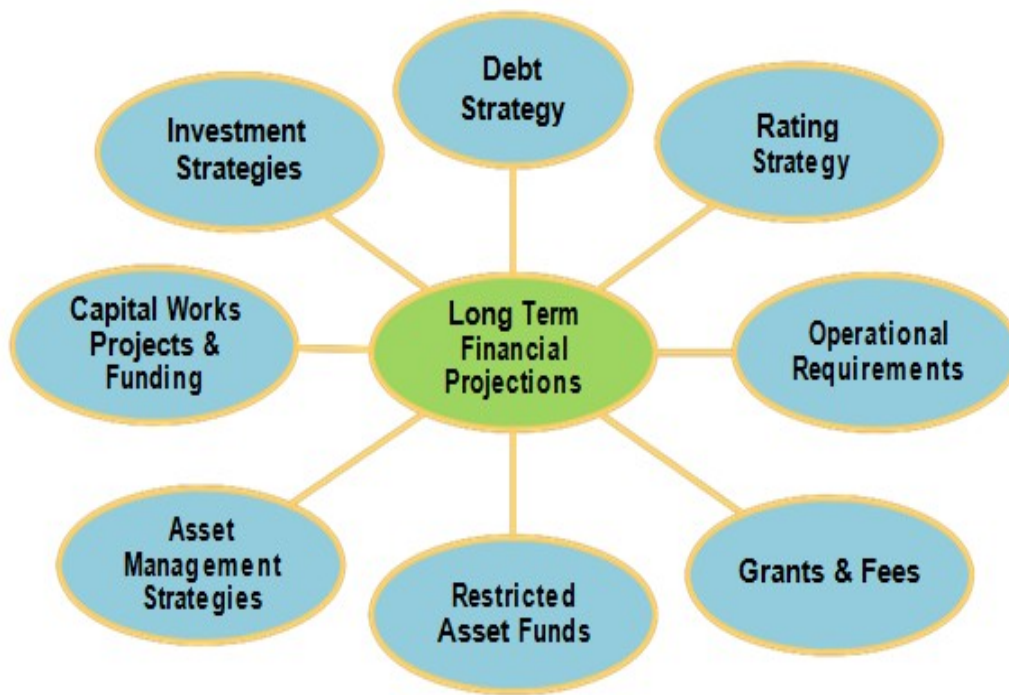 Debt
Strategy
Rating
Strategy
Investment
Strategies
Long Term
Financial
Projections
Capital Works
Projects &
Funding
Operational
Requirements
Asset
Management
Strategies
Restricted
Asset Funds
Grants & Fees